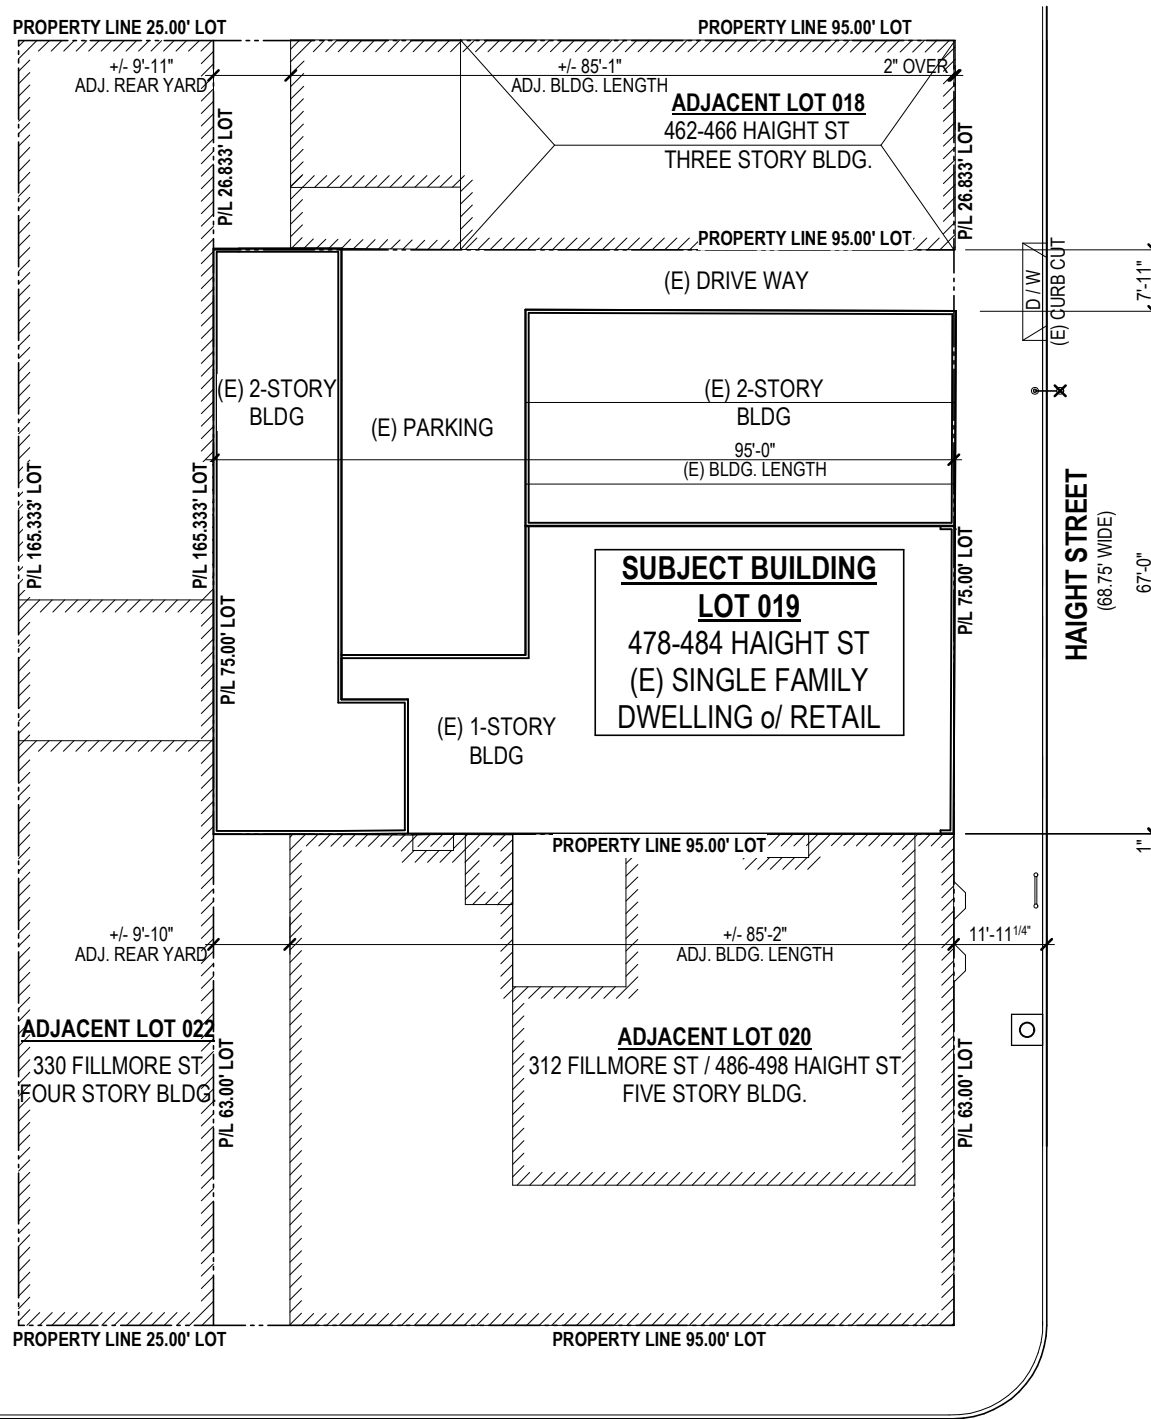 PROPERTY LINE 25.00' LOT
PROPERTY LINE 95.00' LOT
+/- 9'-11"
ADJ. REAR YARD
+/- 85'-1"
ADJ. BLDG. LENGTH
2" OVER
ADJACENT LOT 018
462-466 HAIGHT ST
THREE STORY BLDG.
P/L 26.833' LOT
P/L 26.833' LOT
PROPERTY LINE 95.00' LOT
(E) DRIVE WAY
D / W
(E) CURB CUT
7'-11"
(E) 2-STORY
BLDG
(E) PARKING
(E) 2-STORY
BLDG
95'-0"
(E) BLDG. LENGTH
P/L 165.333' LOT
P/L 165.333' LOT
HAIGHT STREET
(68.75' WIDE)
67'-0"
SUBJECT BUILDING
LOT 019
478-484 HAIGHT ST
(E) SINGLE FAMILY
DWELLING o/ RETAIL
P/L 75.00' LOT
P/L 75.00' LOT
(E) 1-STORY
BLDG
PROPERTY LINE 95.00' LOT
1"
+/- 9'-10"
ADJ. REAR YARD
+/- 85'-2"
ADJ. BLDG. LENGTH
11'-11 1/4"
ADJACENT LOT 022
330 FILLMORE ST
FOUR STORY BLDG.
ADJACENT LOT 020
312 FILLMORE ST / 486-498 HAIGHT ST
FIVE STORY BLDG.
P/L 63.00' LOT
P/L 63.00' LOT
PROPERTY LINE 25.00' LOT
PROPERTY LINE 95.00' LOT